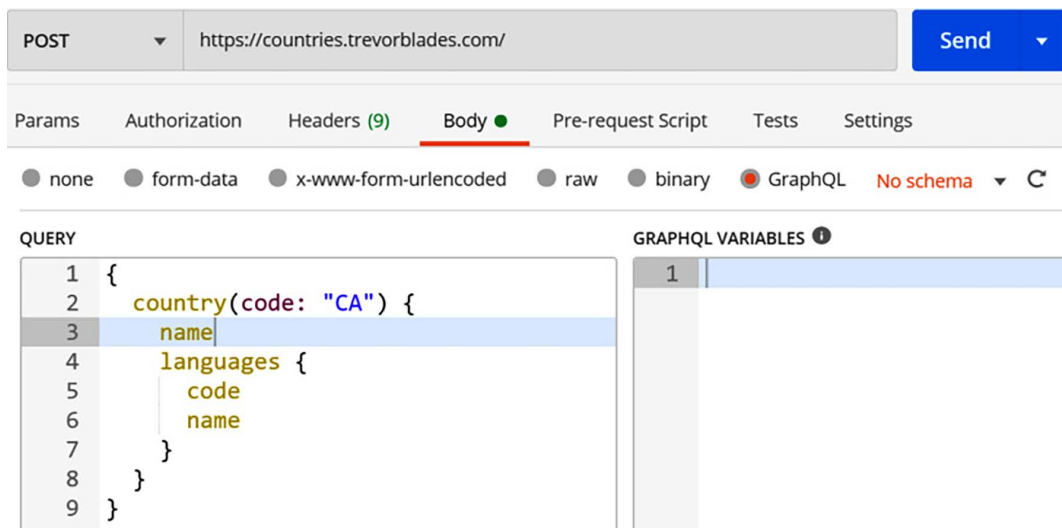 POST https://countries.trevorblades.com/ Send
Params Authorization Headers (9) Body Pre-request Script Tests Settings
none form-data x-www-form-urlencoded raw binary GraphQL No schema
QUERY GRAPHQL VARIABLES
1 { 1
2 country(code: "CA") {
3 name
4 languages {
5 code
6 name
7 }
8 }
9 }